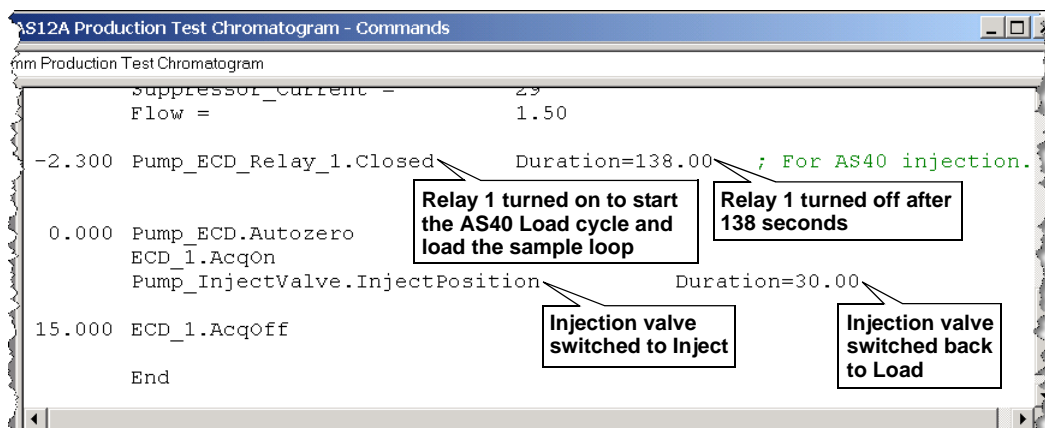 AS12A Production Test Chromatogram - Commands
mm Production Test Chromatogram
Suppressor_Current = 29
Flow = 1.50
-2.300 Pump_ECD_Relay_1.Closed Duration=138.00 ; For AS40 injection.
Relay 1 turned on to start
the AS40 Load cycle and
load the sample loop
Relay 1 turned off after
138 seconds
0.000 Pump_ECD.Autozero
ECD_1.AcqOn
Pump_InjectValve.InjectPosition Duration=30.00
Injection valve
switched to Inject
Injection valve
switched back
to Load
15.000 ECD_1.AcqOff
End